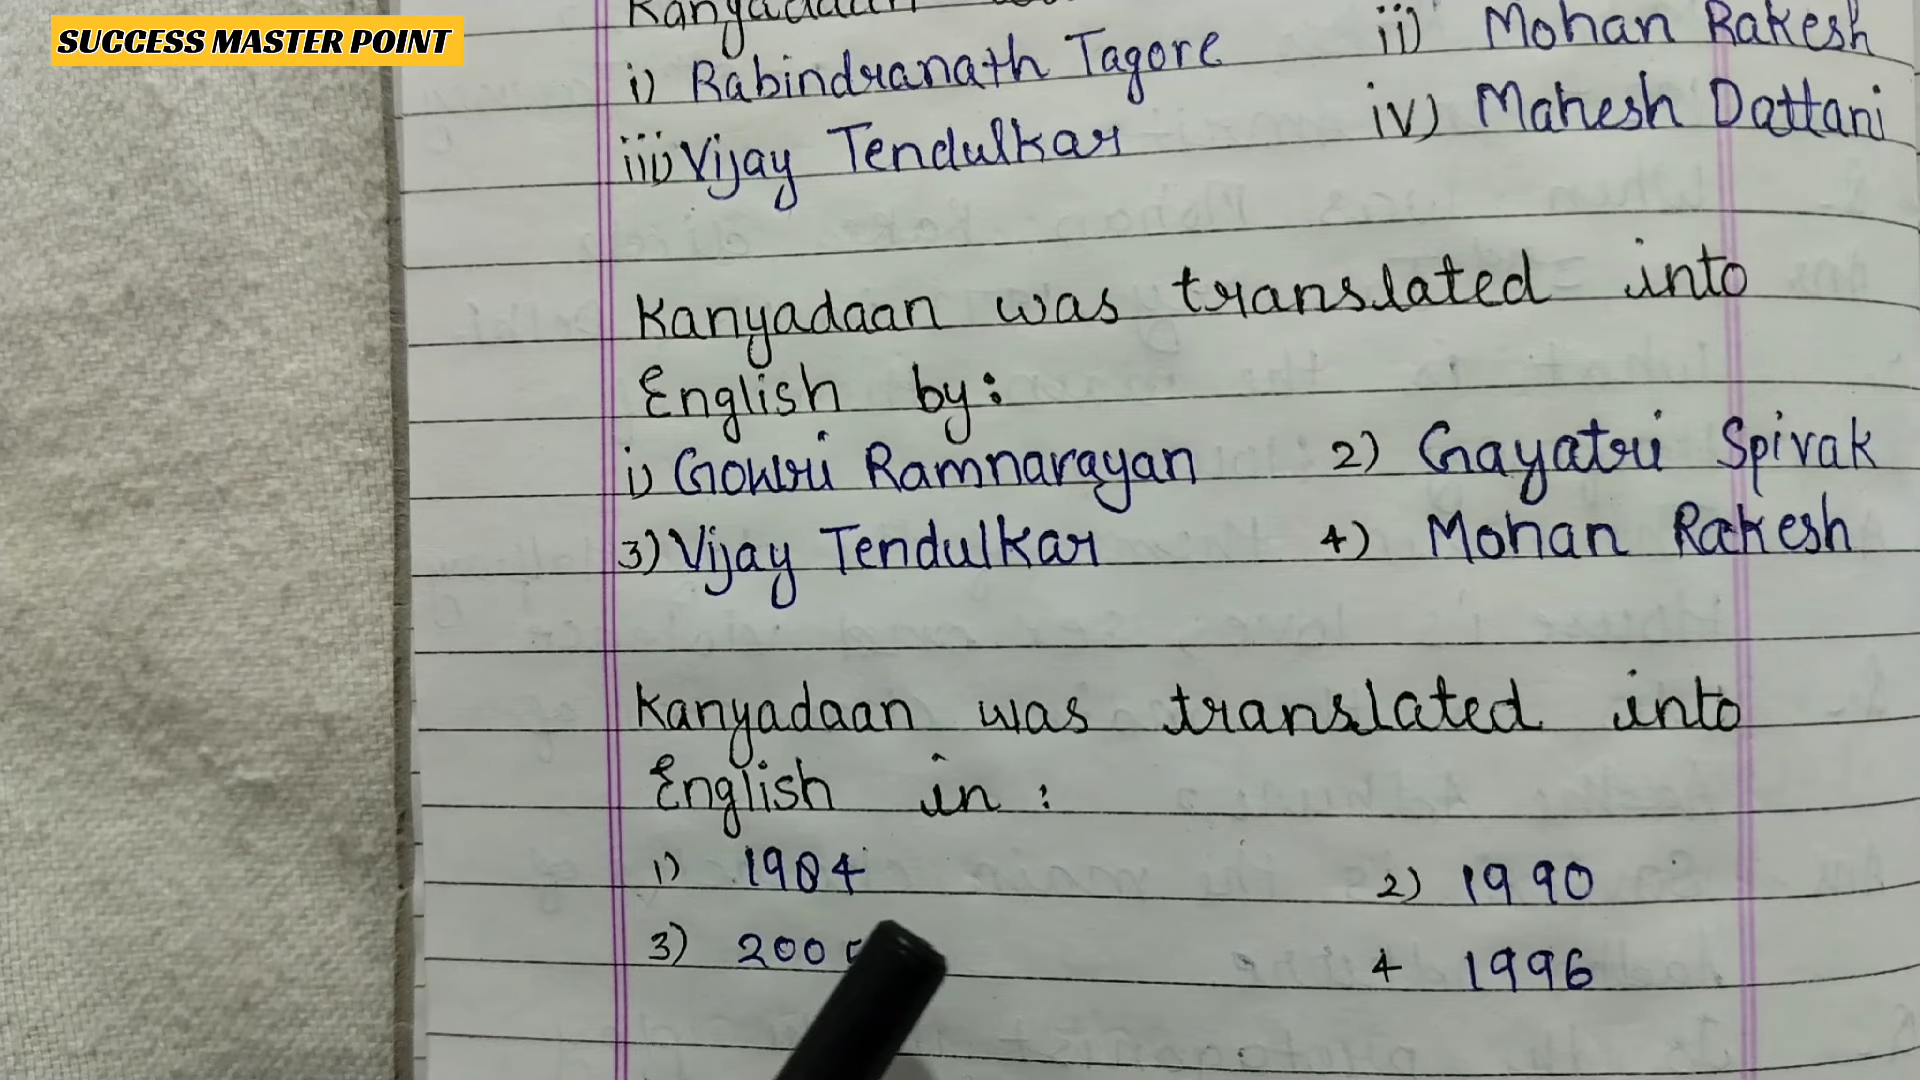 SUCCESS MASTER POINT
Kanyadaan
i) Rabindranath Tagore ii) Mohan Rakesh
iii) Vijay Tendulkar iv) Mahesh Dattani
Kanyadaan was translated into
English by:
i) Gowri Ramnarayan 2) Gayatri Spivak
3) Vijay Tendulkar 4) Mohan Rakesh
Kanyadaan was translated into
English in:
1) 1984 2) 1990
3) 200 4 1996